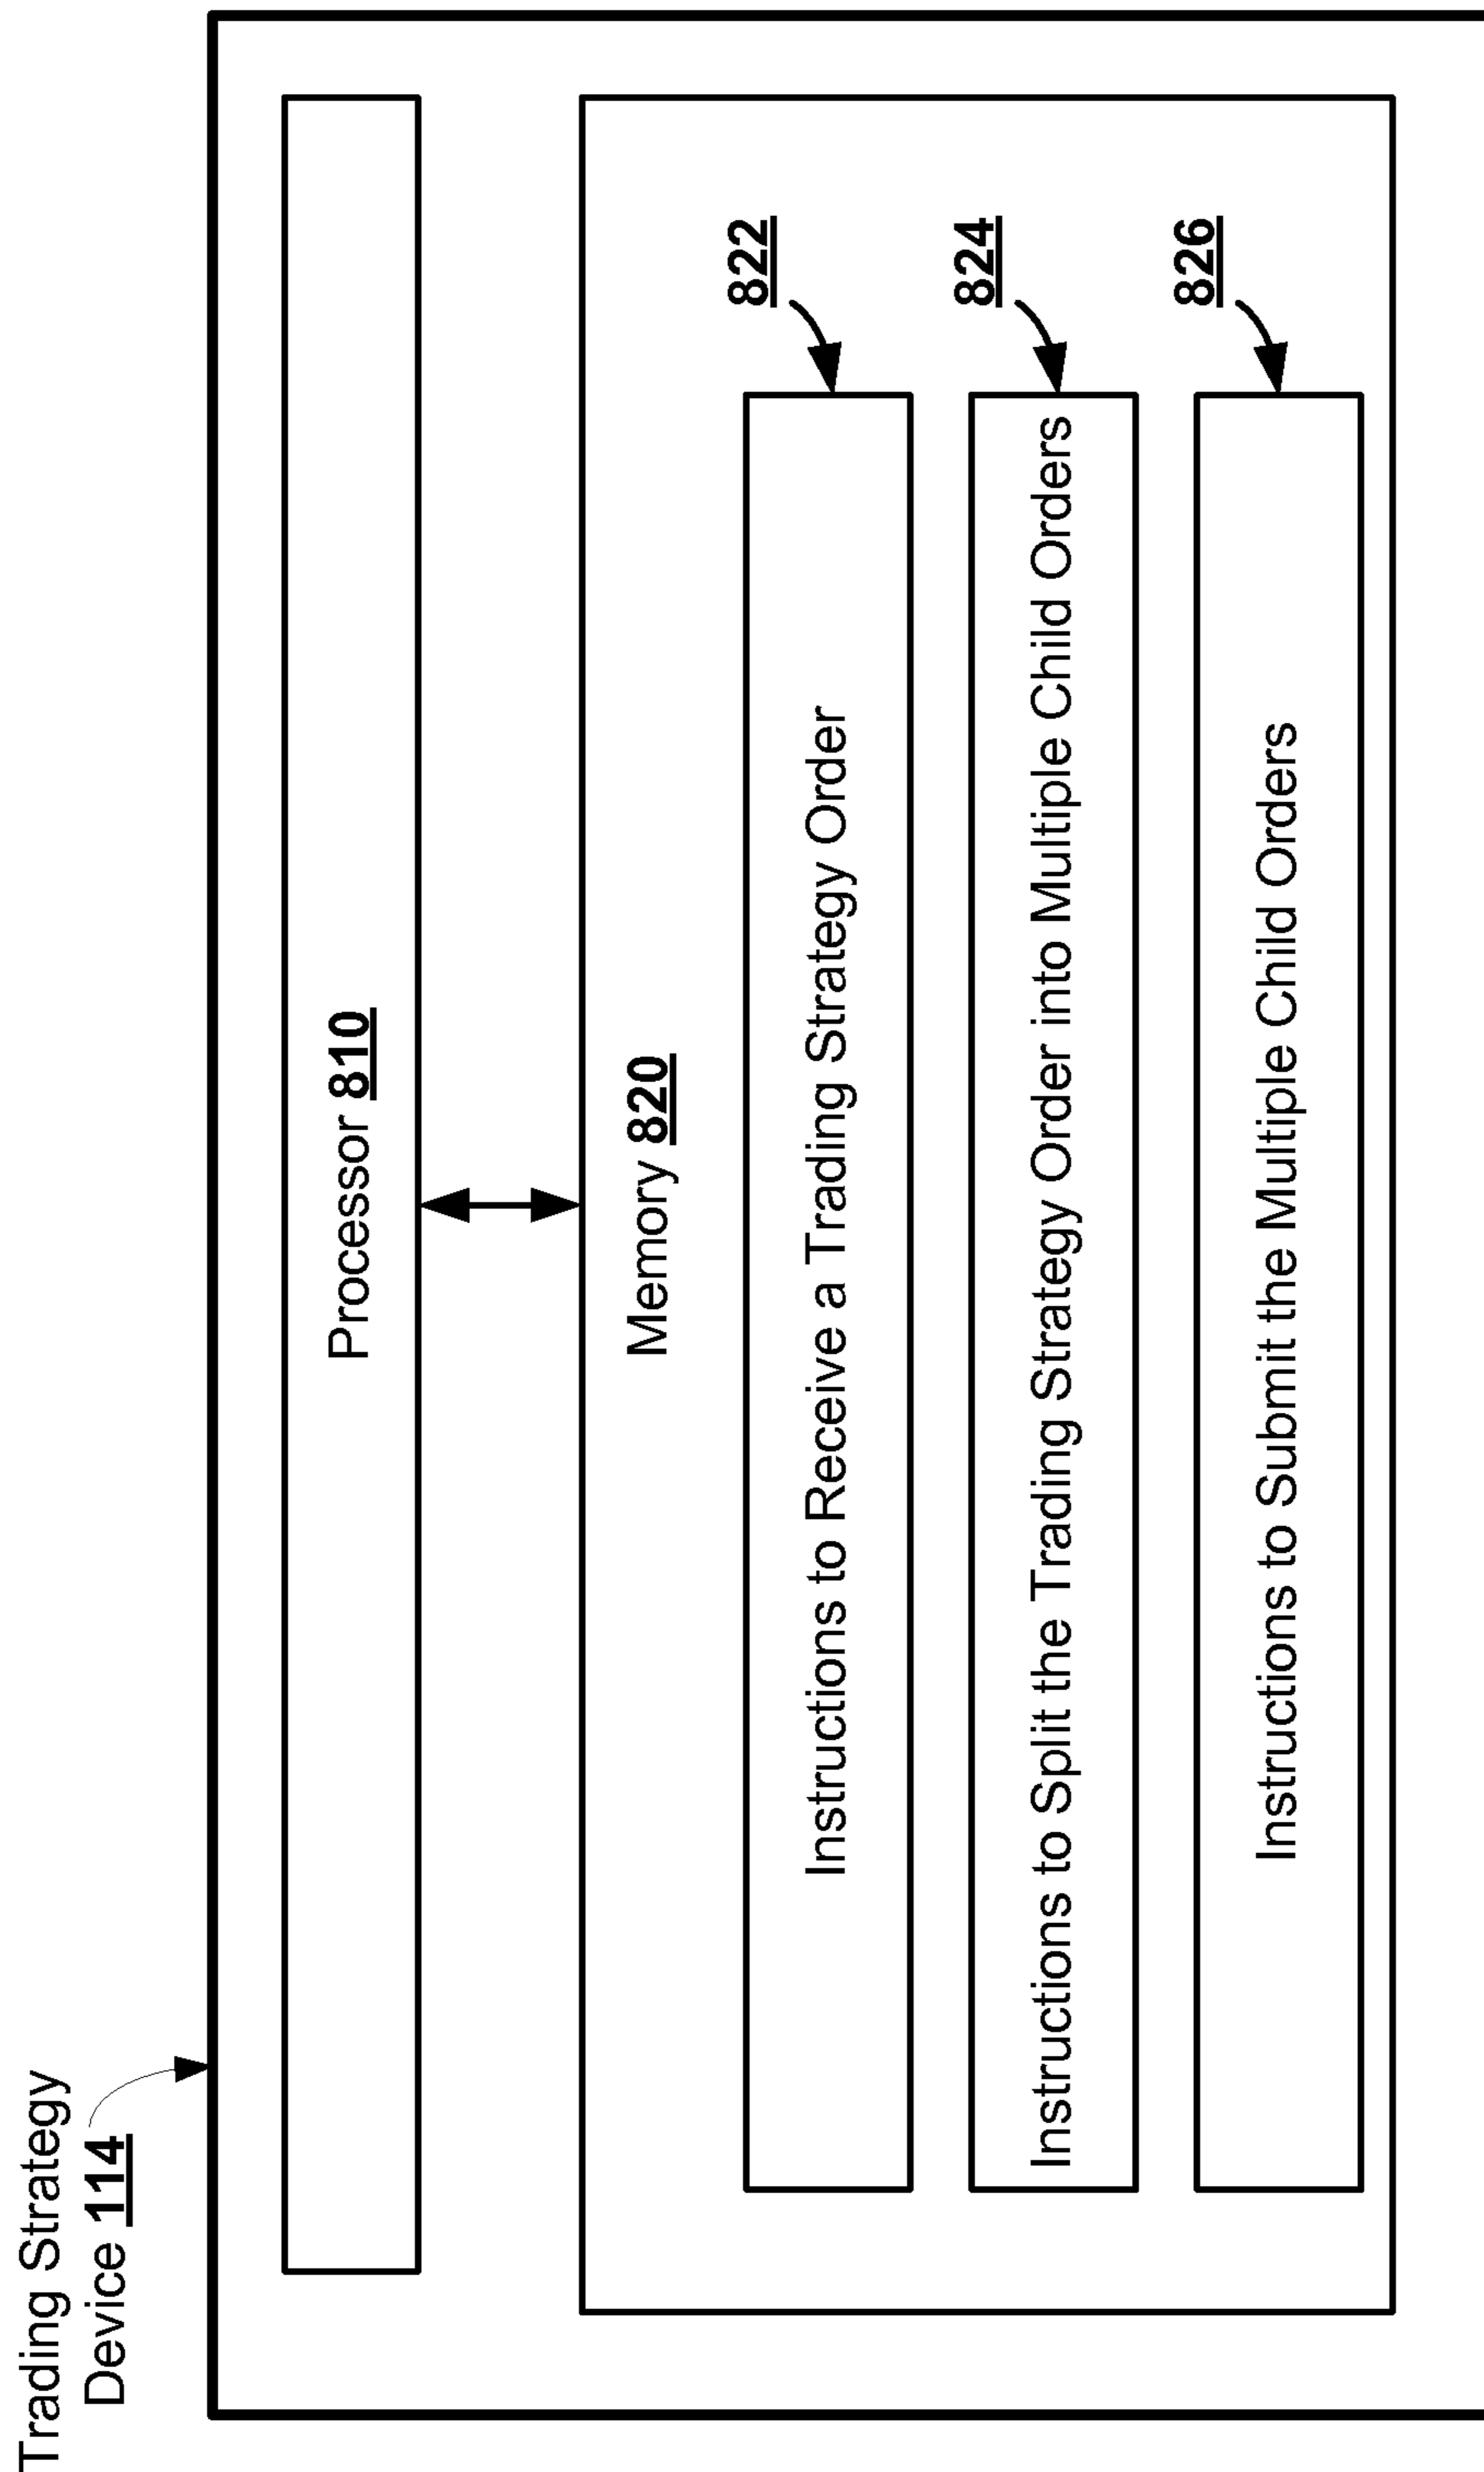 Trading Strategy
Device 114
Processor 810
Memory 820
822
Instructions to Receive a Trading Strategy Order
824
Instructions to Split the Trading Strategy Order into Multiple Child Orders
826
Instructions to Submit the Multiple Child Orders